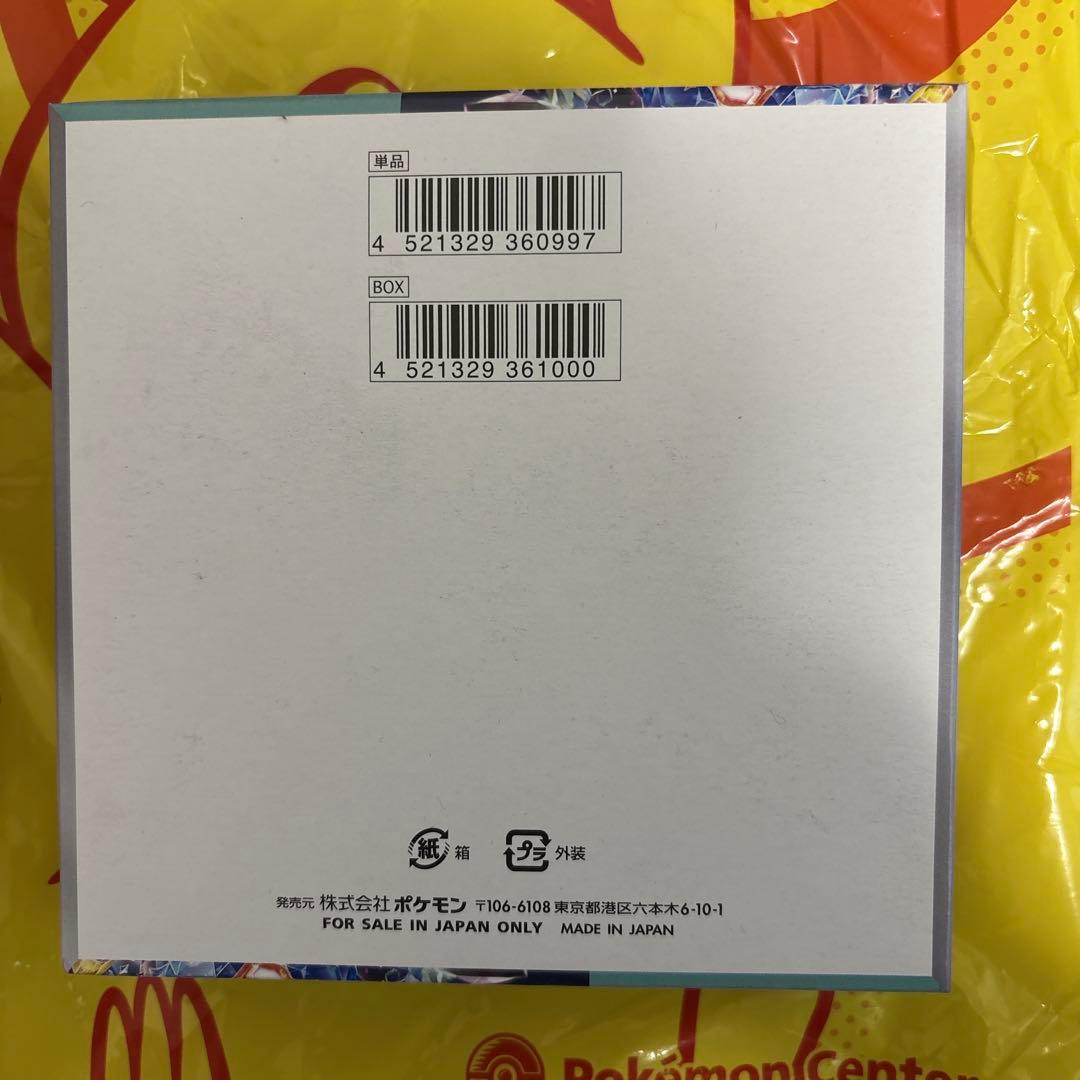 単品
4 521329 360997
BOX
4 521329 361000
紙 箱 プラ 外装
発売元 株式会社 ポケモン 〒106-6108 東京都港区六本木6-10-1
FOR SALE IN JAPAN ONLY MADE IN JAPAN
Pokémon Center